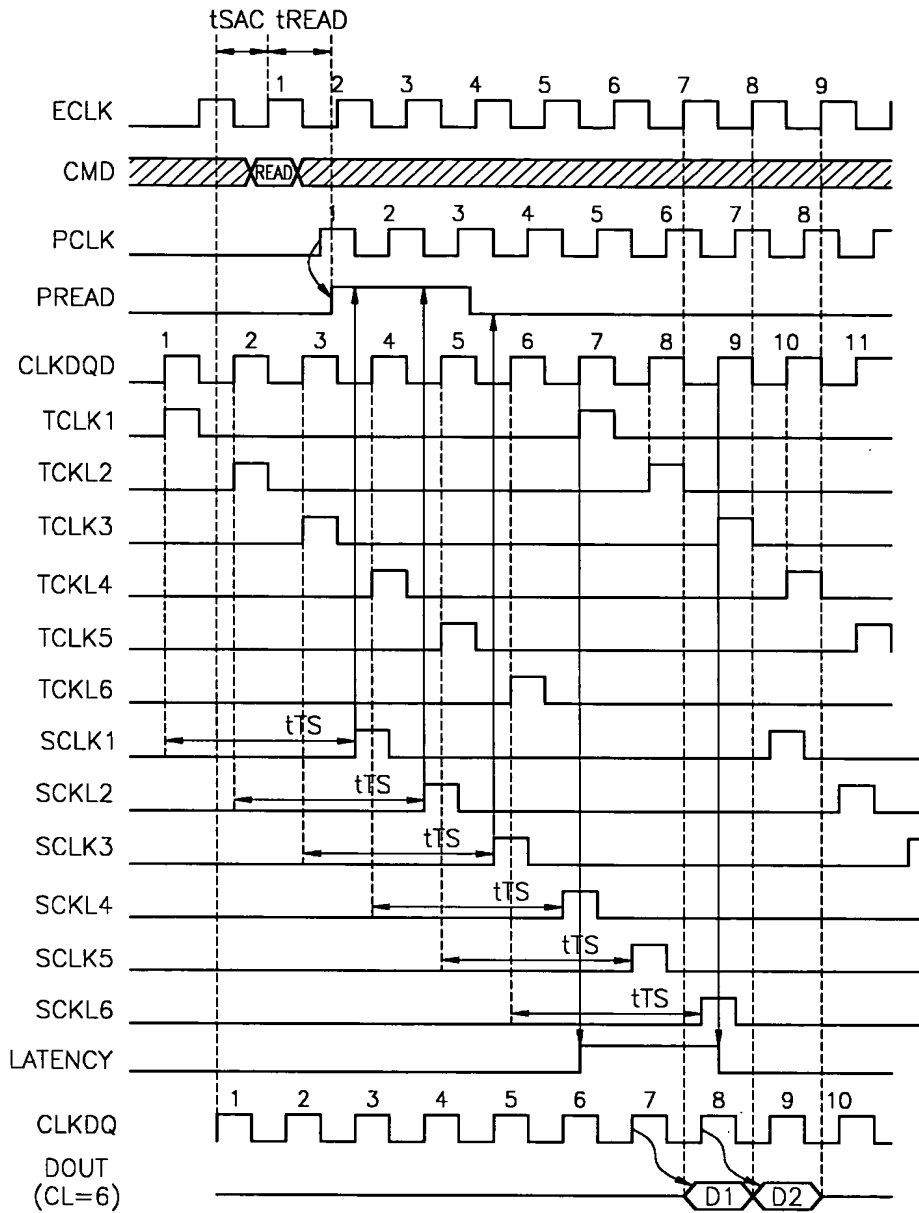 tSAC tREAD
ECLK 1 2 3 4 5 6 7 8 9
CMD READ
PCLK 2 3 4 5 6 7 8
PREAD
CLKDQD 1 2 3 4 5 6 7 8 9 10 11
TCLK1
TCKL2
TCLK3
TCKL4
TCLK5
TCKL6
SCLK1 tTS
SCKL2 tTS
SCLK3 tTS
SCKL4 tTS
SCLK5 tTS
SCKL6 tTS
LATENCY
CLKDQ 1 2 3 4 5 6 7 8 9 10
DOUT
(CL=6) D1 D2